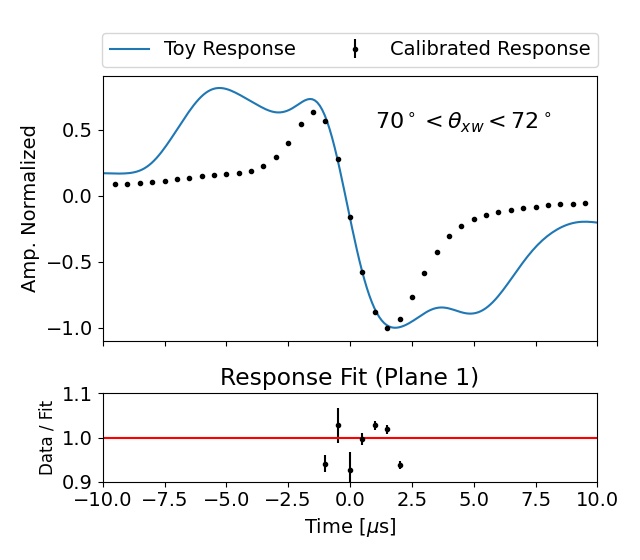 Toy Response Calibrated Response
70° < θxw < 72°
Amp. Normalized
0.5
0.0
−0.5
−1.0
Response Fit (Plane 1)
Data / Fit
1.1
1.0
0.9
−10.0 −7.5 −5.0 −2.5 0.0 2.5 5.0 7.5 10.0
Time [μs]